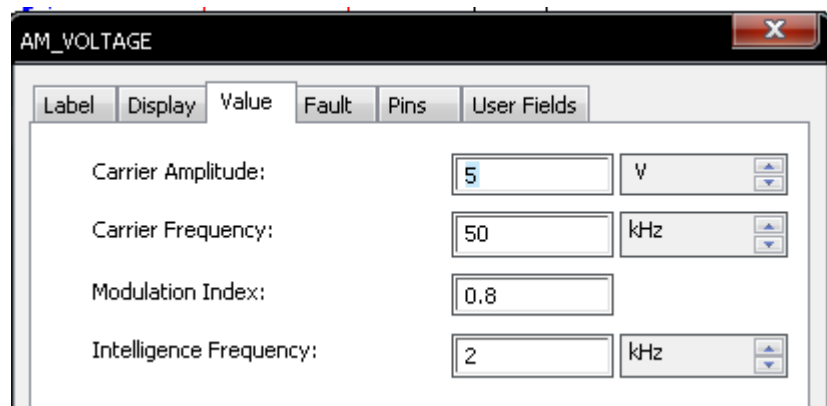 AM_VOLTAGE
Label Display Value Fault Pins User Fields
Carrier Amplitude: 5 V
Carrier Frequency: 50 kHz
Modulation Index: 0.8
Intelligence Frequency: 2 kHz